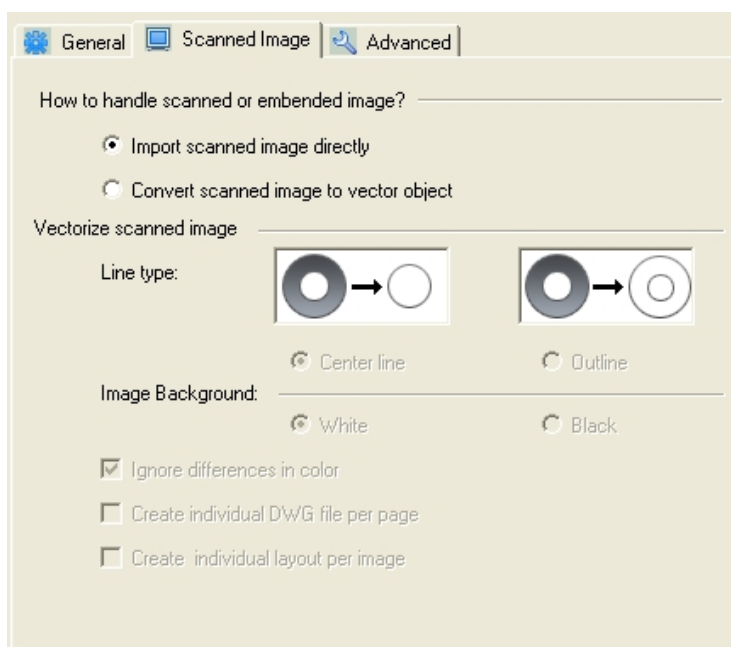 General Scanned Image Advanced
How to handle scanned or embended image?
Import scanned image directly
Convert scanned image to vector object
Vectorize scanned image
Line type:
Center line Outline
Image Background:
White Black
Ignore differences in color
Create individual DWG file per page
Create individual layout per image